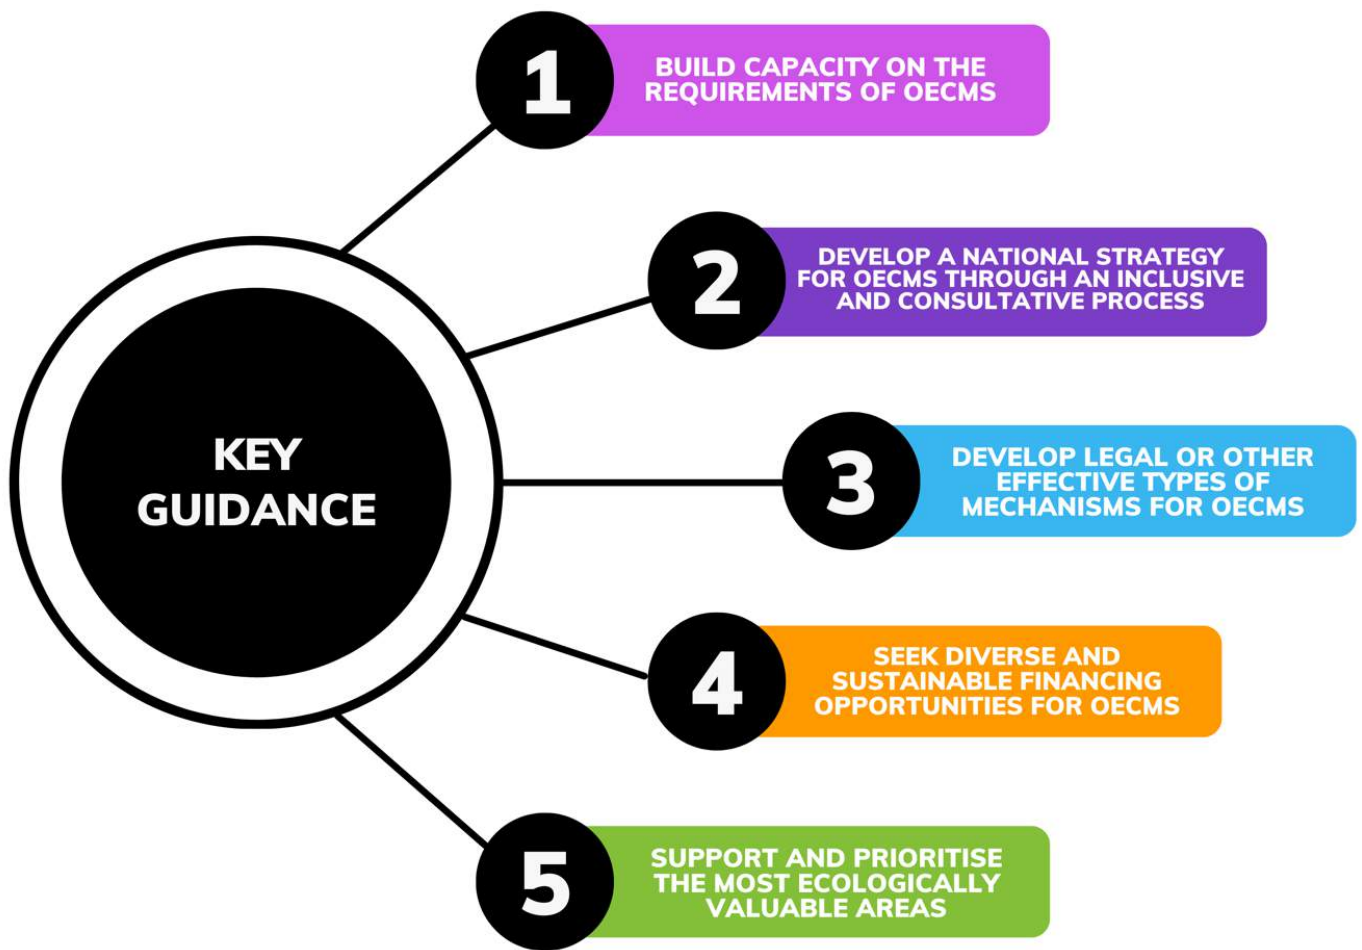 1
BUILD CAPACITY ON THE
REQUIREMENTS OF OECMS
2
DEVELOP A NATIONAL STRATEGY
FOR OECMS THROUGH AN INCLUSIVE
AND CONSULTATIVE PROCESS
KEY
GUIDANCE
3
DEVELOP LEGAL OR OTHER
EFFECTIVE TYPES OF
MECHANISMS FOR OECMS
4
SEEK DIVERSE AND
SUSTAINABLE FINANCING
OPPORTUNITIES FOR OECMS
5
SUPPORT AND PRIORITISE
THE MOST ECOLOGICALLY
VALUABLE AREAS